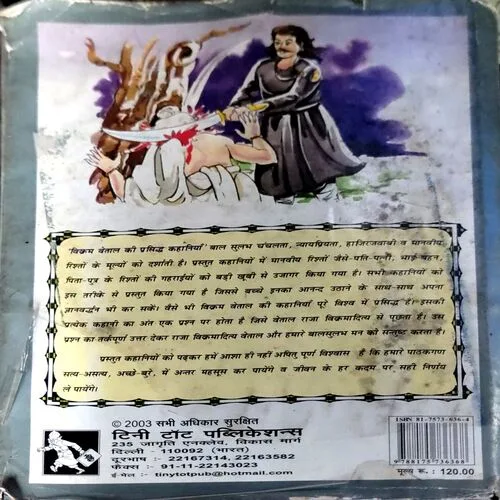 'विक्रम वेताल की प्रसिद्ध कहानियाँ' बाल सुलभ चंचलता, न्यायप्रियता, हाजिरजवाबी व मानवीय
रिश्तों के मूल्यों को दर्शाती है। प्रस्तुत कहानियों में मानवीय रिश्तों जैसे-पति-पत्नी, भाई-बहन,
पिता-पुत्र के रिश्तों की गहराईयों को बड़ी खूबी से उजागर किया गया है। सभी कहानियों को
इस तरीके से प्रस्तुत किया गया है जिससे बच्चे इनका आनन्द उठाने के साथ-साथ अपना
ज्ञानवर्द्धन भी कर सकें। वैसे भी विक्रम वेताल की कहानियाँ पूरे विश्व में प्रसिद्ध हैं। इसकी
प्रत्येक कहानी का अंत एक प्रश्न पर होता है जिसे वेताल राजा विक्रमादित्य से पूछता है। उस
प्रश्न का तर्कपूर्ण उत्तर देकर राजा विक्रमादित्य वेताल और हमारे बालसुलभ मन को सन्तुष्ट करता है।
प्रस्तुत कहानियों को पढ़कर हमें आशा ही नहीं अपितु पूर्ण विश्वास है कि हमारे पाठकगण
सत्य-असत्य, अच्छे-बुरे, में अन्तर महसूस कर पायेंगे व जीवन के हर कदम पर सही निर्णय
ले पायेंगे।
© 2003 सभी अधिकार सुरक्षित
टिनी टॉट पब्लिकेशन्स
235 जागृति एनक्लेव, विकास मार्ग
दिल्ली - 110092 (भारत)
दूरभाष : 22167314, 22163582
फैक्स : 91-11-22143023
इ-मेल :- tinytotpub@hotmail.com
ISBN 81-7573-636-4
9788175736368
मूल्य रू. : 120.00